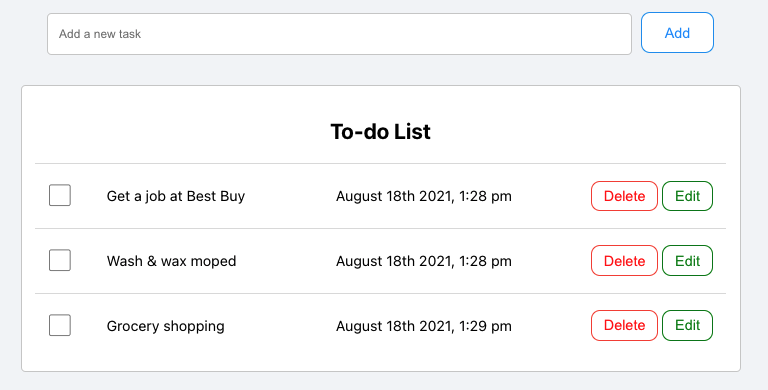 Add a new task
Add
To-do List
Get a job at Best Buy August 18th 2021, 1:28 pm Delete Edit
Wash & wax moped August 18th 2021, 1:28 pm Delete Edit
Grocery shopping August 18th 2021, 1:29 pm Delete Edit